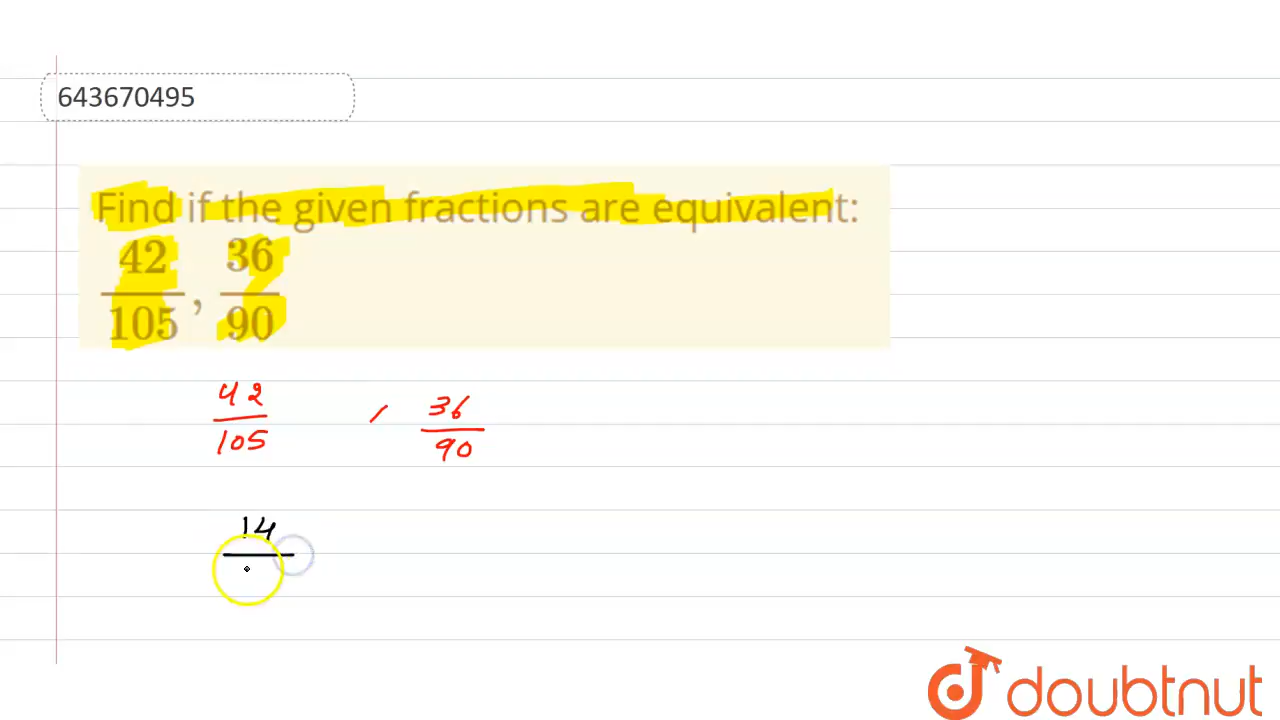 643670495
Find if the given fractions are equivalent:
42/105, 36/90
42/105 , 36/90
14
doubtnut